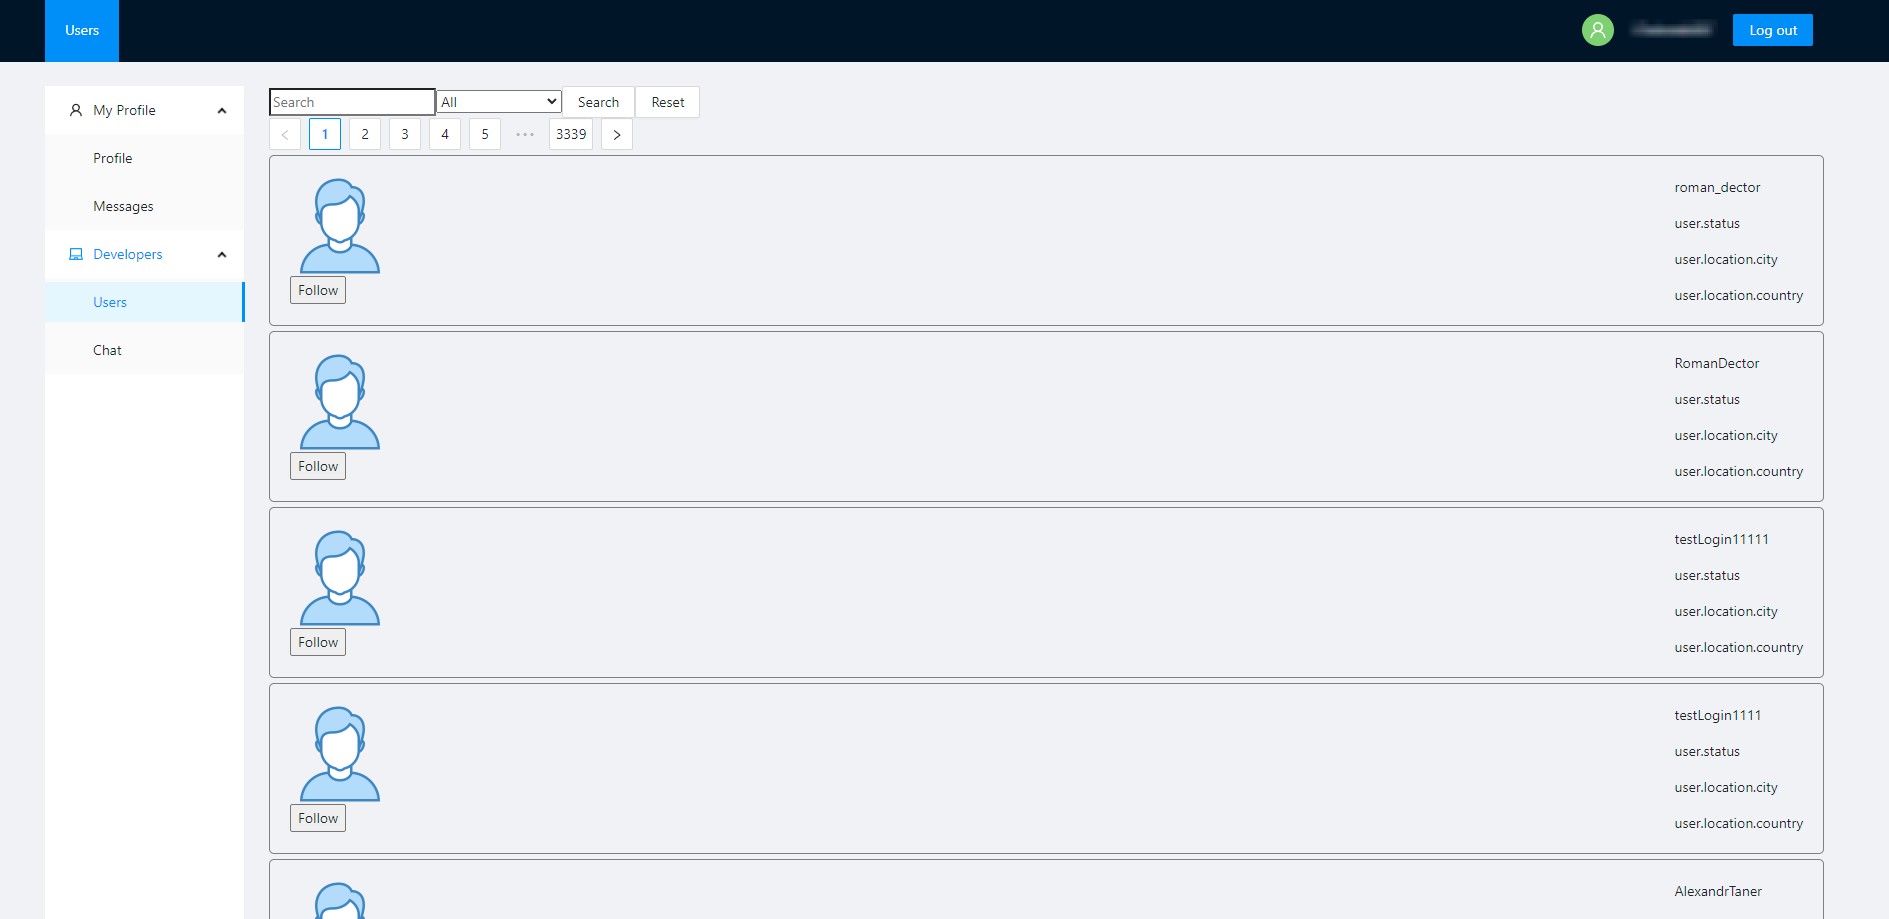 Users
Log out
My Profile
Profile
Messages
Developers
Users
Chat
Search All Search Reset
< 1 2 3 4 5 ••• 3339 >
roman_dector
user.status
user.location.city
user.location.country
Follow
RomanDector
user.status
user.location.city
user.location.country
Follow
testLogin11111
user.status
user.location.city
user.location.country
Follow
testLogin1111
user.status
user.location.city
user.location.country
Follow
AlexandrTaner